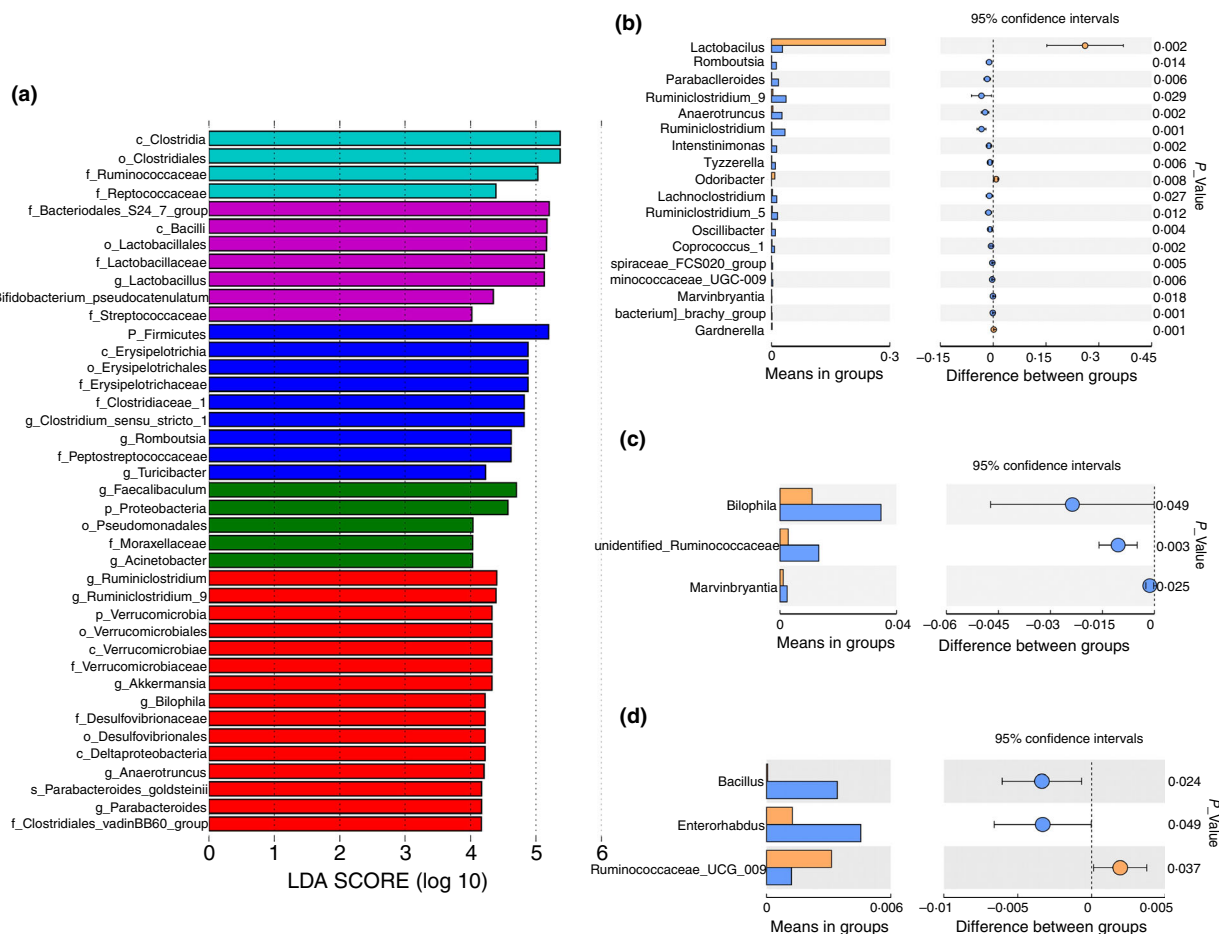 (a)
c_Clostridia
o_Clostridiales
f_Ruminococcaceae
f_Reptococcaceae
f_Bacteriodales_S24_7_group
c_Bacilli
o_Lactobacillales
f_Lactobacillaceae
g_Lactobacillus
Bifidobacterium_pseudocatenulatum
f_Streptococcaceae
P_Firmicutes
c_Erysipelotrichia
o_Erysipelotrichales
f_Erysipelotrichaceae
f_Clostridiaceae_1
g_Clostridium_sensu_stricto_1
g_Romboutsia
f_Peptostreptococcaceae
g_Turicibacter
g_Faecalibaculum
p_Proteobacteria
o_Pseudomonadales
f_Moraxellaceae
g_Acinetobacter
g_Ruminiclostridium
g_Ruminiclostridium_9
p_Verrucomicrobia
o_Verrucomicrobiales
c_Verrucomicrobiae
f_Verrucomicrobiaceae
g_Akkermansia
g_Bilophila
f_Desulfovibrionaceae
o_Desulfovibrionales
c_Deltaproteobacteria
g_Anaerotruncus
s_Parabacteroides_goldsteinii
g_Parabacteroides
f_Clostridiales_vadinBB60_group
0 1 2 3 4 5 6
LDA SCORE (log 10)
(b)
95% confidence intervals
Lactobacilus 0·002
Romboutsia 0·014
Parabaclleroides 0·006
Ruminiclostridium_9 0·029
Anaerotruncus 0·002
Ruminiclostridium 0·001
Intenstinimonas 0·002
Tyzzerella 0·006
Odoribacter 0·008
Lachnoclostridium 0·027
Ruminiclostridium_5 0·012
Oscillibacter 0·004
Coprococcus_1 0·002
spiraceae_FCS020_group 0·005
minococcaceae_UGC-009 0·006
Marvinbryantia 0·018
bacterium]_brachy_group 0·001
Gardnerella 0·001
P_Value
0 0·3 −0·15 0 0·15 0·3 0·45
Means in groups Difference between groups
(c)
95% confidence intervals
Bilophila 0·049
unidentified_Ruminococcaceae 0·003
Marvinbryantia 0·025
P_Value
0 0·04 −0·06 −0·045 −0·03 −0·015 0
Means in groups Difference between groups
(d)
95% confidence intervals
Bacillus 0·024
Enterorhabdus 0·049
Ruminococcaceae_UCG_009 0·037
P_Value
0 0·006 −0·01 −0·005 0 0·005
Means in groups Difference between groups